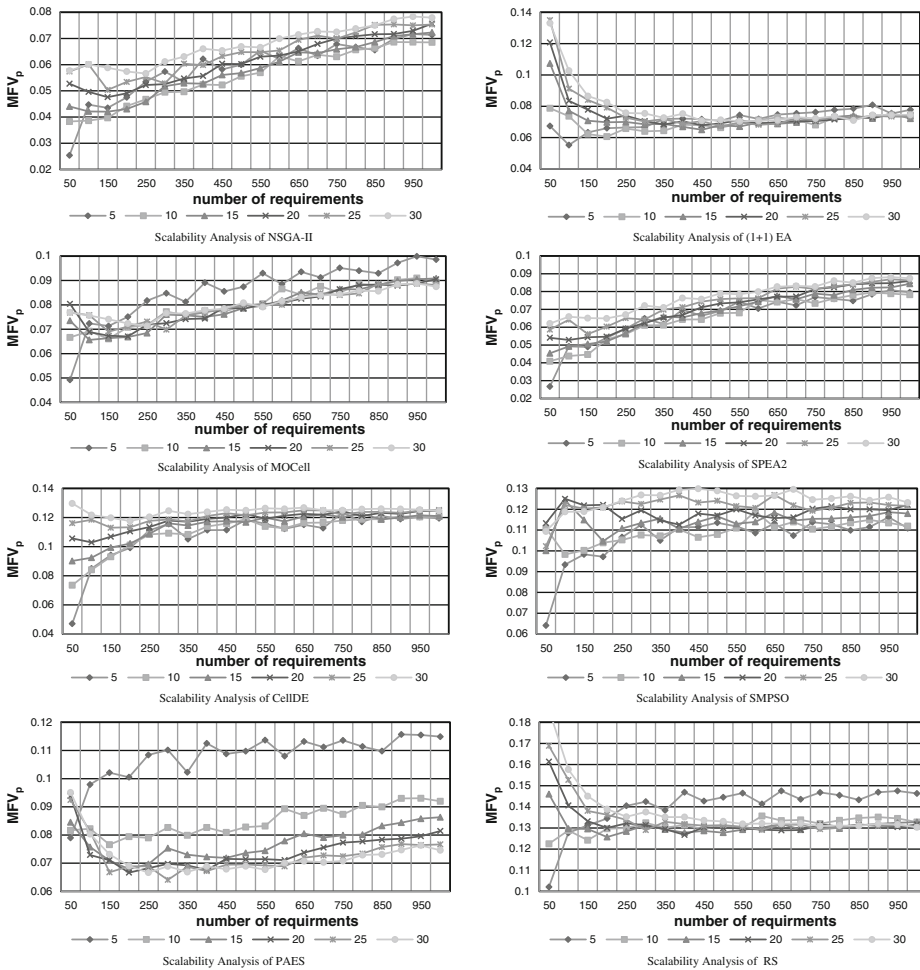 MFVp
0.08
0.07
0.06
0.05
0.04
0.03
0.02
50 150 250 350 450 550 650 750 850 950
number of requirements
5 10 15 20 25 30
Scalability Analysis of NSGA-II
MFVp
0.14
0.12
0.1
0.08
0.06
0.04
50 150 250 350 450 550 650 750 850 950
number of requirements
5 10 15 20 25 30
Scalability Analysis of (1+1) EA
MFVp
0.1
0.09
0.08
0.07
0.06
0.05
0.04
50 150 250 350 450 550 650 750 850 950
number of requirements
5 10 15 20 25 30
Scalability Analysis of MOCell
MFVp
0.1
0.09
0.08
0.07
0.06
0.05
0.04
0.03
0.02
50 150 250 350 450 550 650 750 850 950
number of requirements
5 10 15 20 25 30
Scalability Analysis of SPEA2
MFVp
0.14
0.12
0.1
0.08
0.06
0.04
50 150 250 350 450 550 650 750 850 950
number of requirements
5 10 15 20 25 30
Scalability Analysis of CellDE
MFVp
0.13
0.12
0.11
0.1
0.09
0.08
0.07
0.06
50 150 250 350 450 550 650 750 850 950
number of requirements
5 10 15 20 25 30
Scalability Analysis of SMPSO
MFVp
0.12
0.11
0.1
0.09
0.08
0.07
0.06
50 150 250 350 450 550 650 750 850 950
number of requirments
5 10 15 20 25 30
Scalability Analysis of PAES
MFVp
0.18
0.17
0.16
0.15
0.14
0.13
0.12
0.11
0.1
50 150 250 350 450 550 650 750 850 950
number of requirments
5 10 15 20 25 30
Scalability Analysis of RS